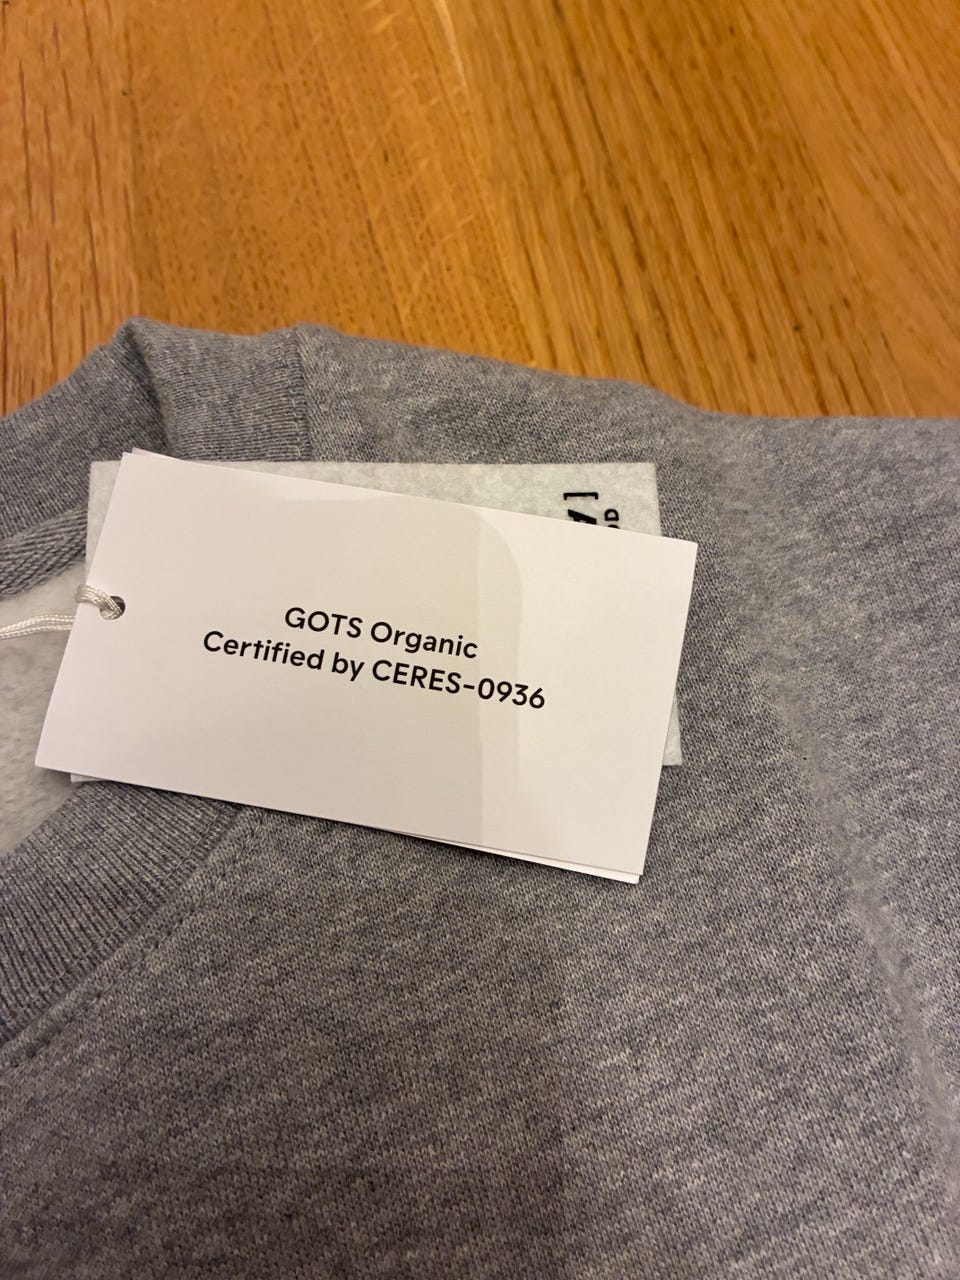 GOTS Organic
Certified by CERES-0936